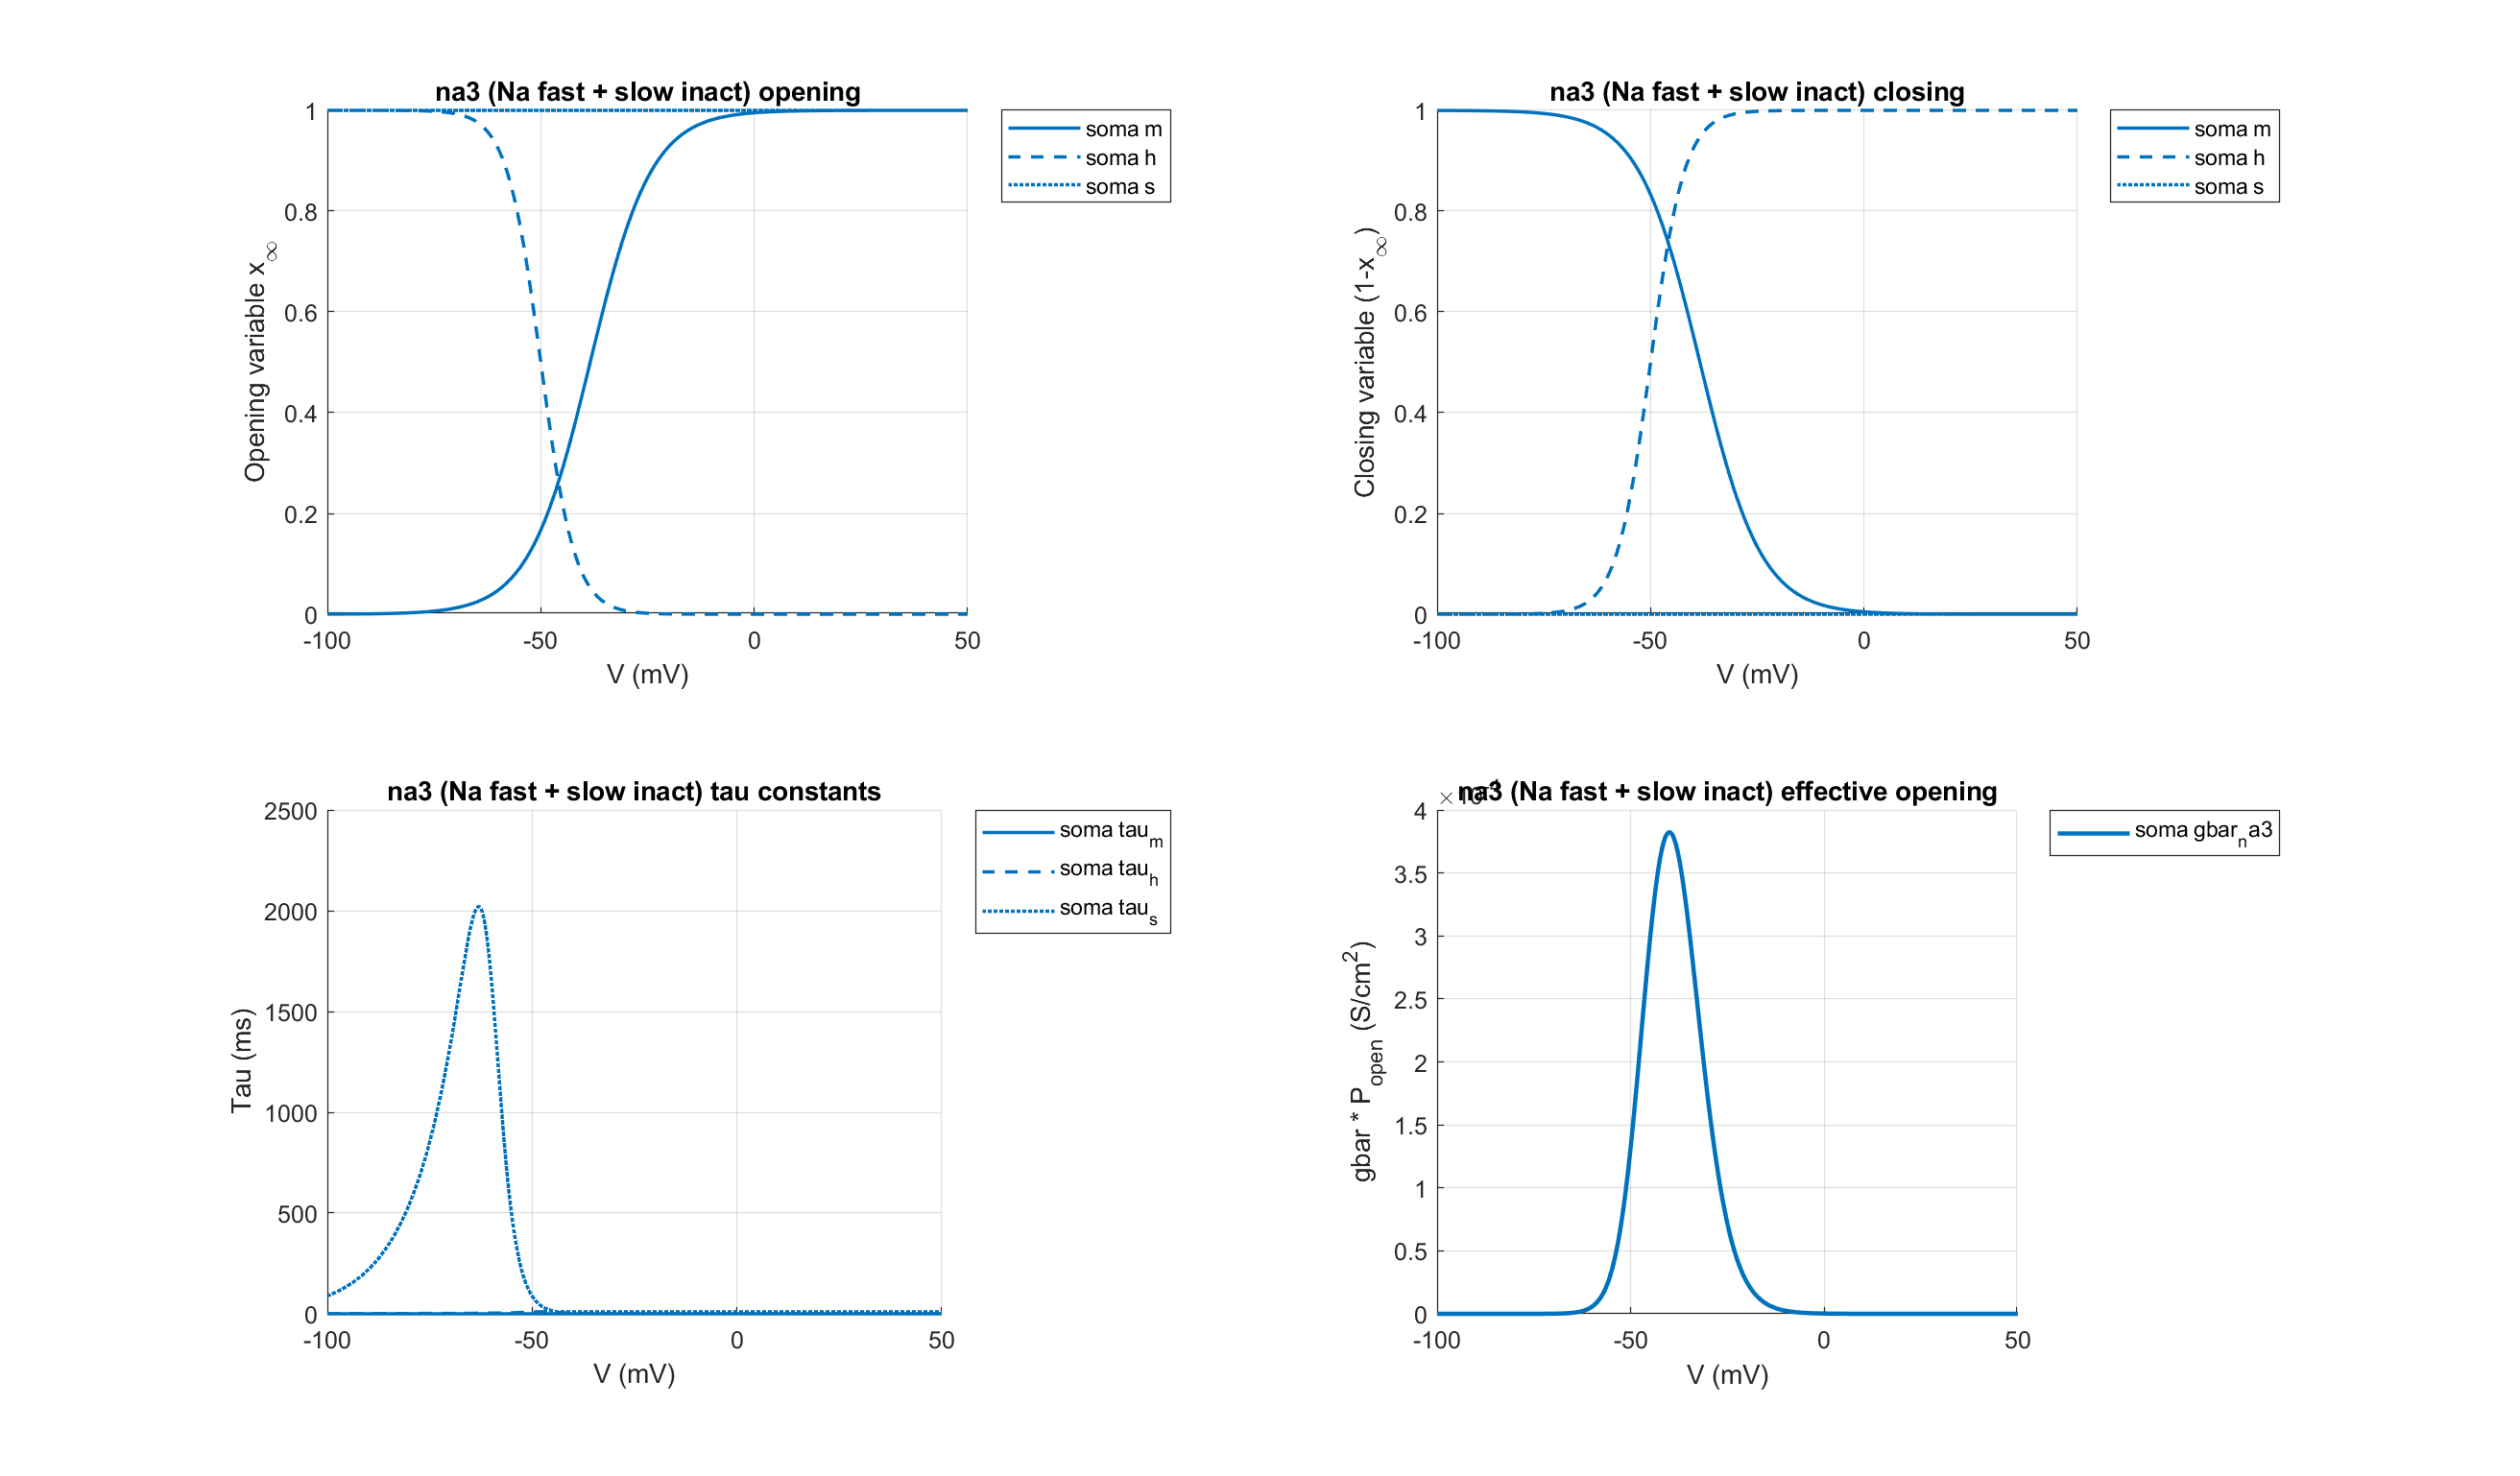 na3 (Na fast + slow inact) opening
1
0.8
0.6
0.4
0.2
0
-100
-50
0
50
Opening variable x∞
V (mV)
soma m
soma h
soma s
na3 (Na fast + slow inact) closing
1
0.8
0.6
0.4
0.2
0
-100
-50
0
50
Closing variable (1-x∞)
V (mV)
soma m
soma h
soma s
na3 (Na fast + slow inact) tau constants
2500
2000
1500
1000
500
0
-100
-50
0
50
Tau (ms)
V (mV)
soma tau_m
soma tau_h
soma tau_s
na3 (Na fast + slow inact) effective opening
4
3.5
3
2.5
2
1.5
1
0.5
0
-100
-50
0
50
gbar * P_open (S/cm²)
V (mV)
soma gbar_na3